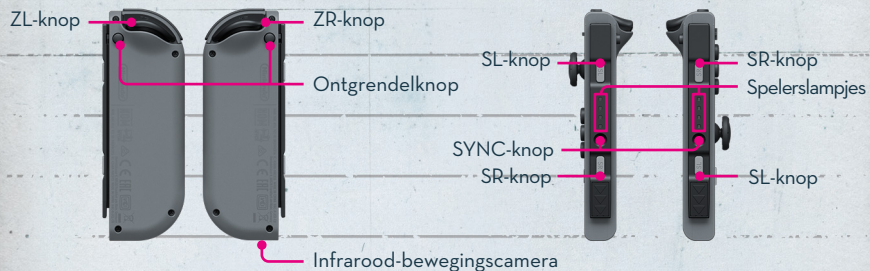 ZL-knop
ZR-knop
Ontgrendelknop
Infrarood-bewegingscamera
SL-knop
SR-knop
Spelerslampjes
SYNC-knop
SR-knop
SL-knop